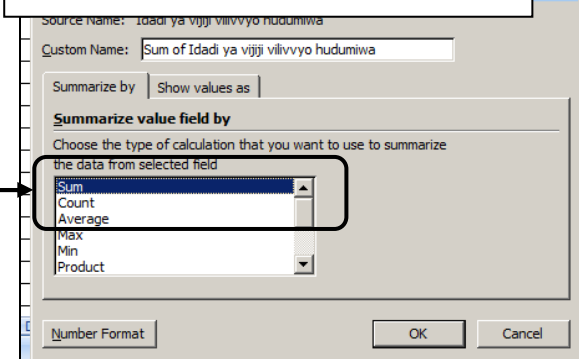 Source Name: Idadi ya vijiji vilivvyo hudumiwa
Custom Name: Sum of Idadi ya vijiji vilivvyo hudumiwa
Summarize by Show values as
Summarize value field by
Choose the type of calculation that you want to use to summarize
the data from selected field
Sum
Count
Average
Max
Min
Product
Number Format OK Cancel